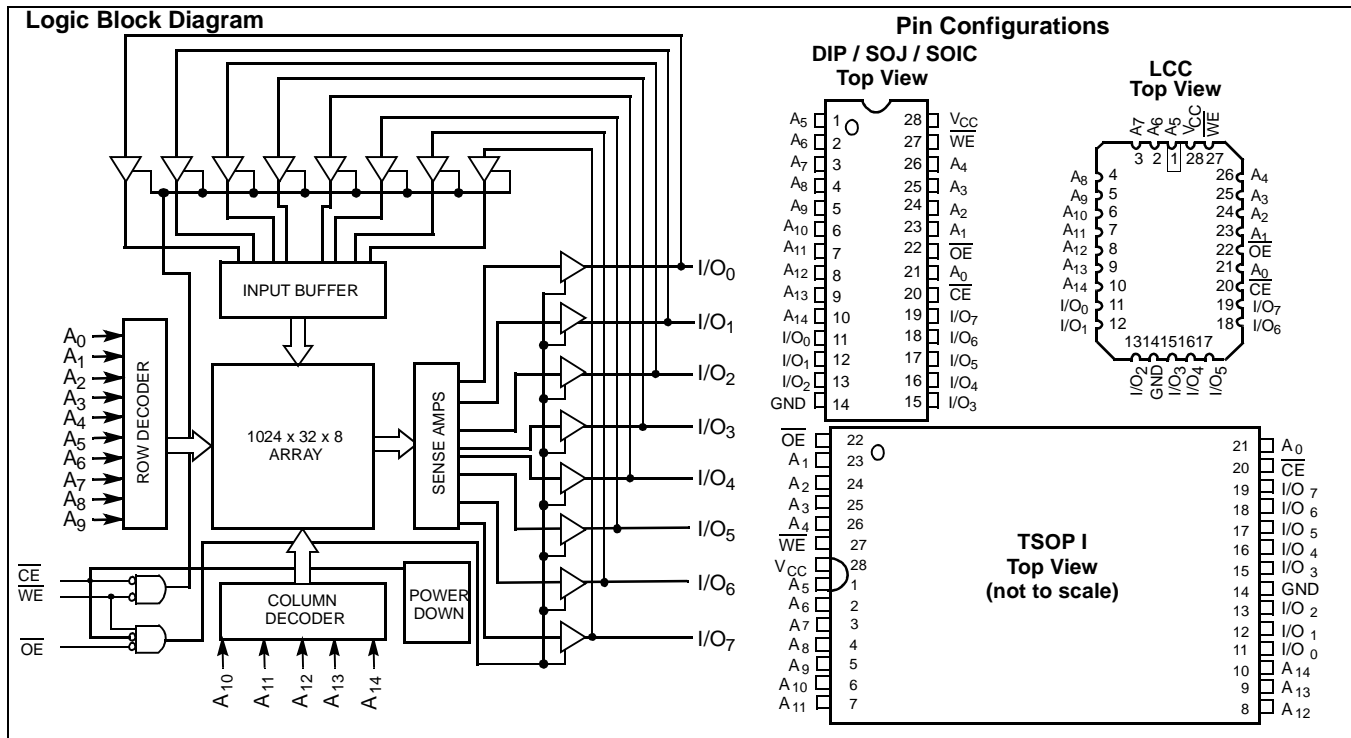 Logic Block Diagram
INPUT BUFFER
A0
A1
A2
A3
A4
A5
A6
A7
A8
A9
ROW DECODER
1024 x 32 x 8
ARRAY
SENSE AMPS
I/O0
I/O1
I/O2
I/O3
I/O4
I/O5
I/O6
I/O7
CE
WE
OE
COLUMN
DECODER
POWER
DOWN
A10
A11
A12
A13
A14
Pin Configurations
DIP / SOJ / SOIC
Top View
A5 1 28 VCC
A6 2 27 WE
A7 3 26 A4
A8 4 25 A3
A9 5 24 A2
A10 6 23 A1
A11 7 22 OE
A12 8 21 A0
A13 9 20 CE
A14 10 19 I/O7
I/O0 11 18 I/O6
I/O1 12 17 I/O5
I/O2 13 16 I/O4
GND 14 15 I/O3
LCC
Top View
A7 A6 A5 VCC WE
3 2 1 28 27
A8 4 26 A4
A9 5 25 A3
A10 6 24 A2
A11 7 23 A1
A12 8 22 OE
A13 9 21 A0
A14 10 20 CE
I/O0 11 19 I/O7
I/O1 12 18 I/O6
13 14 15 16 17
I/O2 GND I/O3 I/O4 I/O5
OE 22 21 A0
A1 23 20 CE
A2 24 19 I/O 7
A3 25 18 I/O 6
A4 26 17 I/O 5
WE 27 16 I/O 4
VCC 28 15 I/O 3
A5 1 14 GND
A6 2 13 I/O 2
A7 3 12 I/O 1
A8 4 11 I/O 0
A9 5 10 A14
A10 6 9 A13
A11 7 8 A12
TSOP I
Top View
(not to scale)